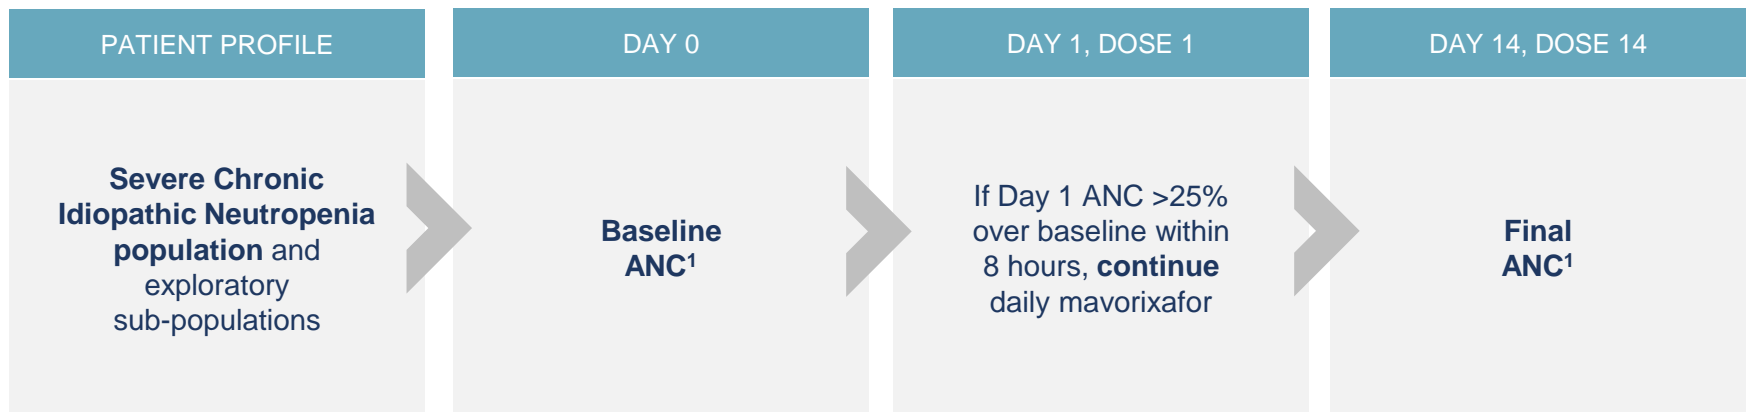 PATIENT PROFILE
Severe Chronic
Idiopathic Neutropenia
population and
exploratory
sub-populations
DAY 0
Baseline
ANC¹
DAY 1, DOSE 1
If Day 1 ANC >25%
over baseline within
8 hours, continue
daily mavorixafor
DAY 14, DOSE 14
Final
ANC¹